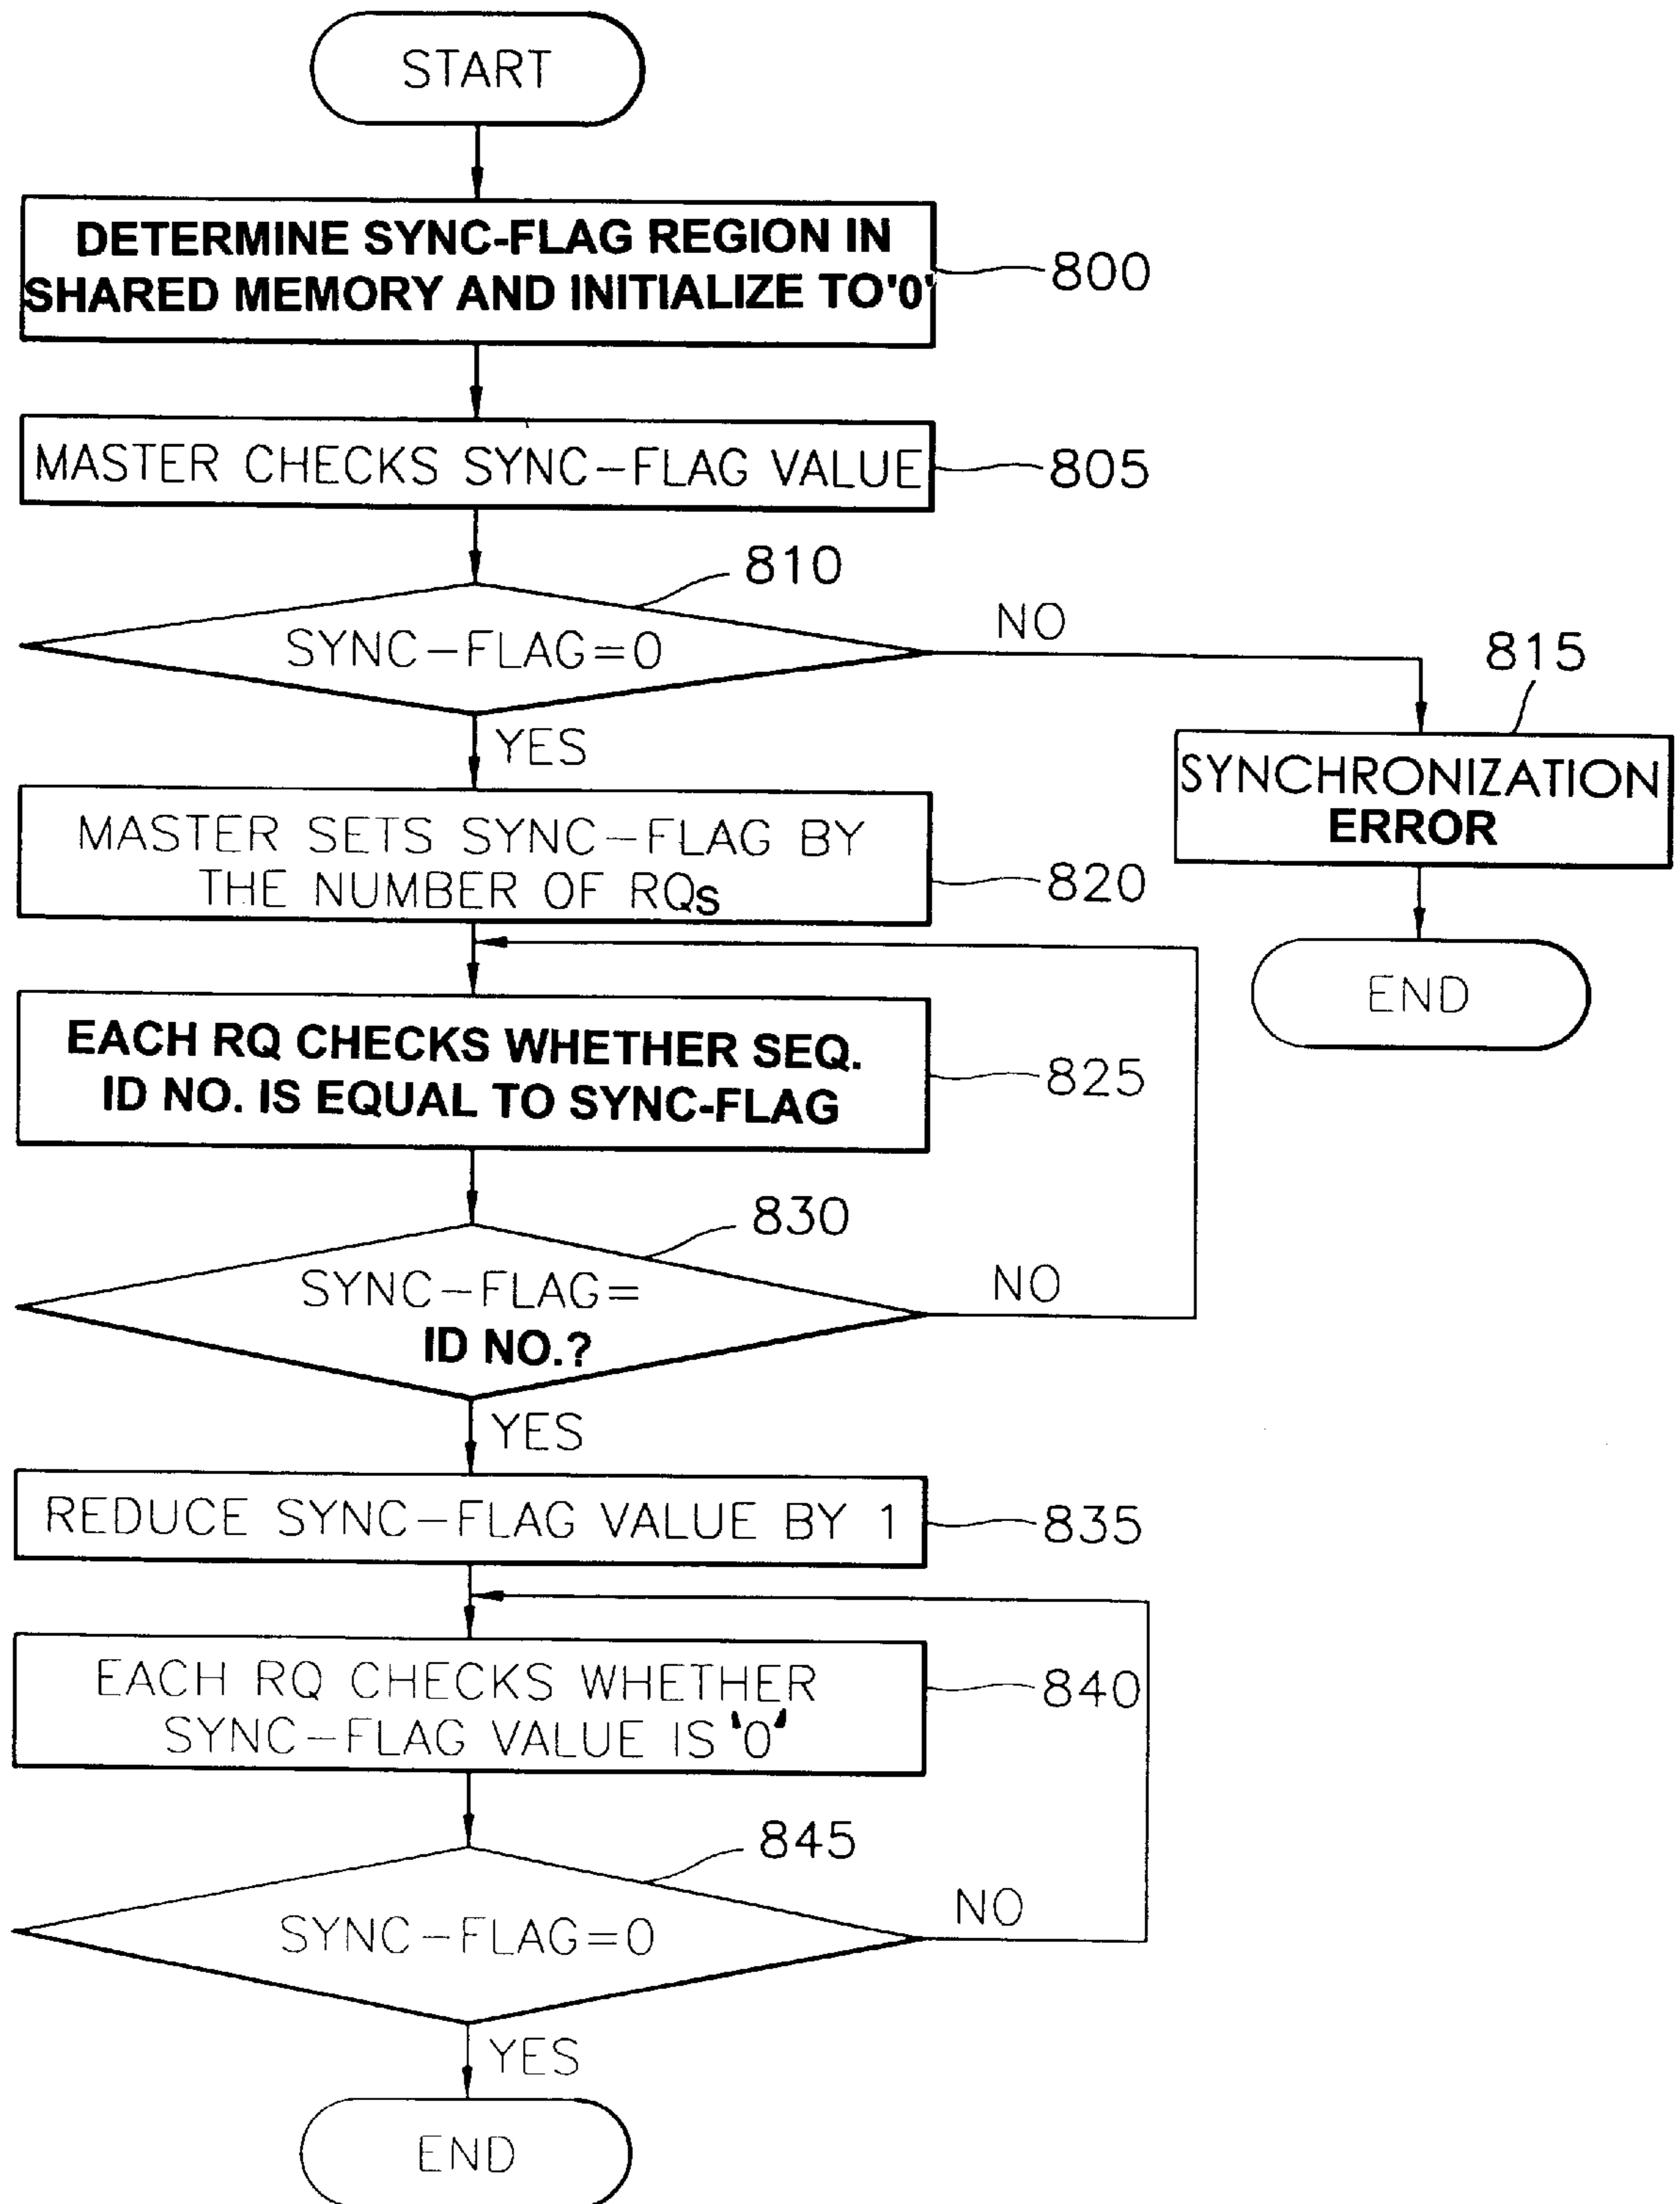 START
DETERMINE SYNC-FLAG REGION IN
SHARED MEMORY AND INITIALIZE TO'0'
800
MASTER CHECKS SYNC-FLAG VALUE
805
810
SYNC-FLAG=0
NO
815
YES
SYNCHRONIZATION
ERROR
MASTER SETS SYNC-FLAG BY
THE NUMBER OF RQs
820
END
EACH RQ CHECKS WHETHER SEQ.
ID NO. IS EQUAL TO SYNC-FLAG
825
830
SYNC-FLAG=
ID NO.?
NO
YES
REDUCE SYNC-FLAG VALUE BY 1
835
EACH RQ CHECKS WHETHER
SYNC-FLAG VALUE IS '0'
840
845
SYNC-FLAG=0
NO
YES
END